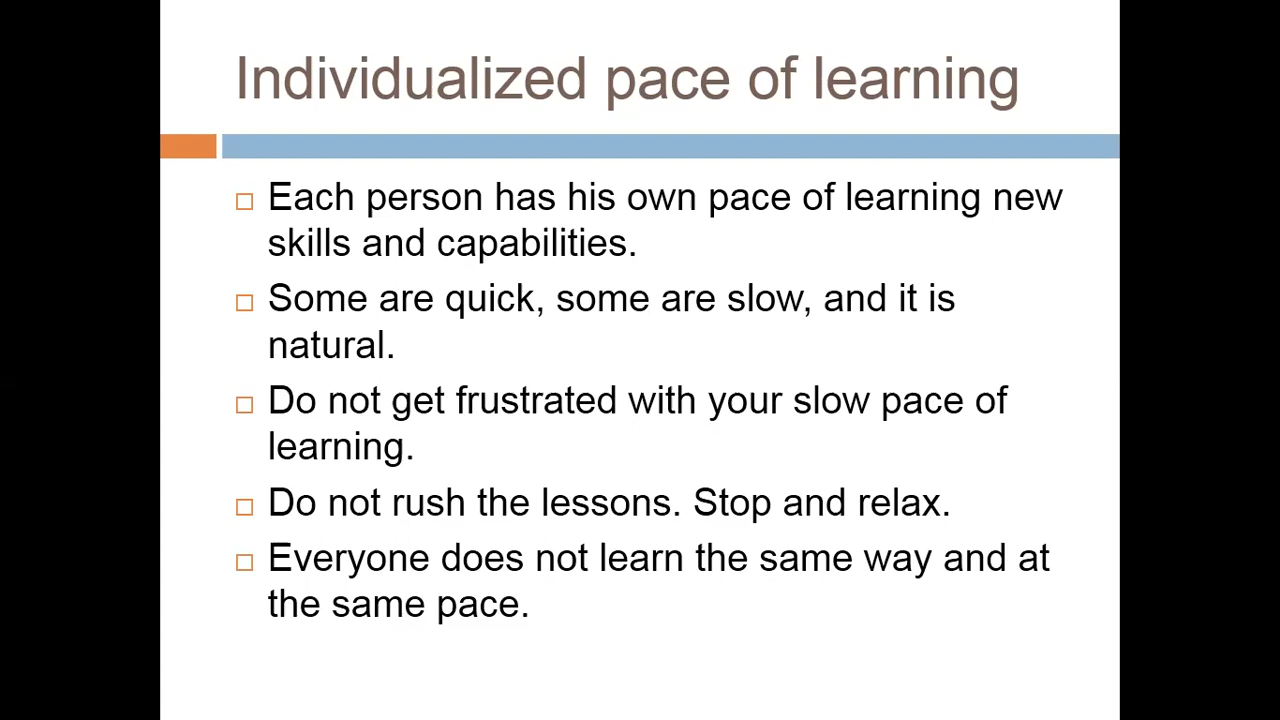 Individualized pace of learning
Each person has his own pace of learning new
skills and capabilities.
Some are quick, some are slow, and it is
natural.
Do not get frustrated with your slow pace of
learning.
Do not rush the lessons. Stop and relax.
Everyone does not learn the same way and at
the same pace.